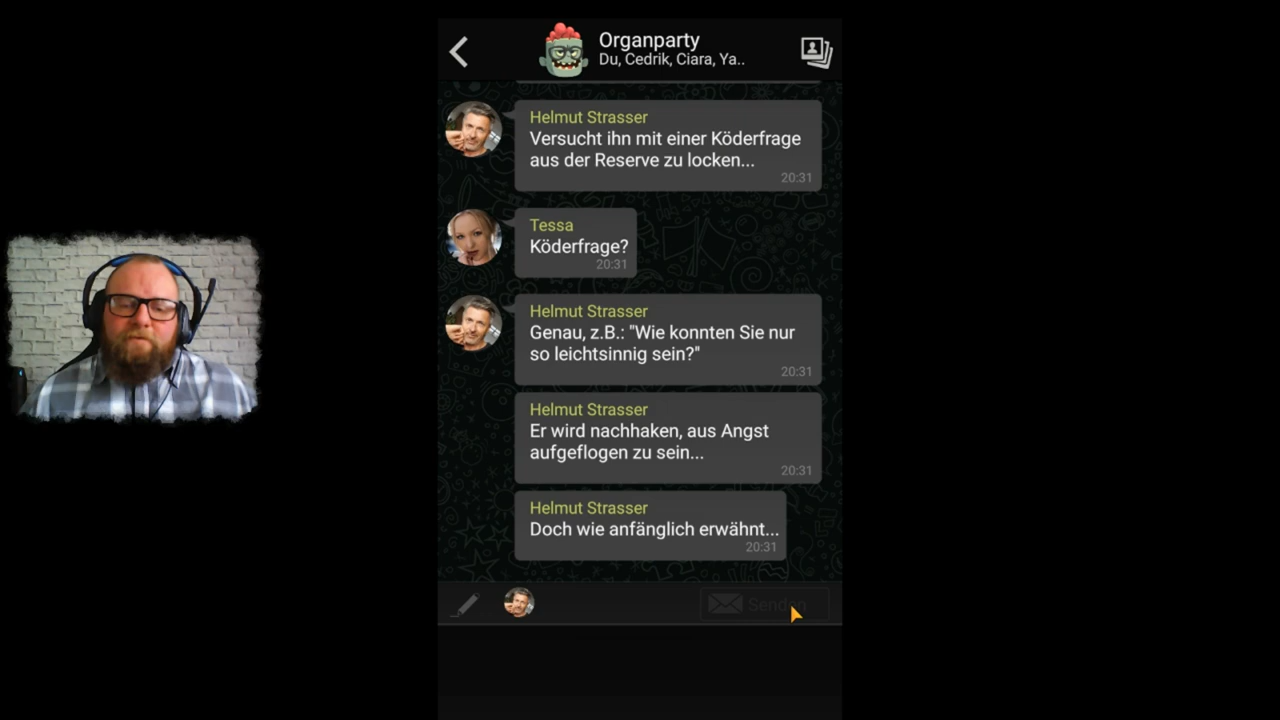 Organparty
Du, Cedrik, Ciara, Ya..
Helmut Strasser
Versucht ihn mit einer Köderfrage
aus der Reserve zu locken...
20:31
Tessa
Köderfrage?
20:31
Helmut Strasser
Genau, z.B.: "Wie konnten Sie nur
so leichtsinnig sein?"
20:31
Helmut Strasser
Er wird nachhaken, aus Angst
aufgeflogen zu sein...
20:31
Helmut Strasser
Doch wie anfänglich erwähnt...
20:31
Senden